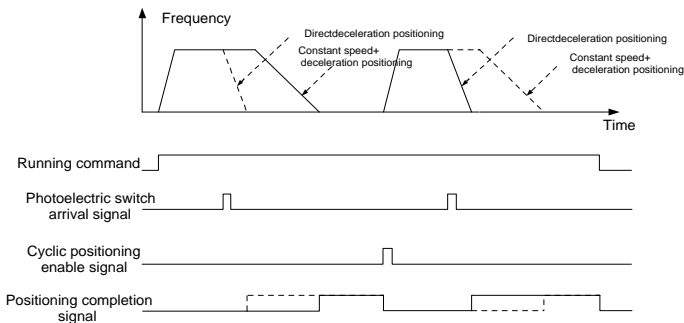 Frequency
Directdeceleration positioning
Constant speed+
deceleration positioning
Directdeceleration positioning
Constant speed+
deceleration positioning
Time
Running command
Photoelectric switch
arrival signal
Cyclic positioning
enable signal
Positioning completion
signal